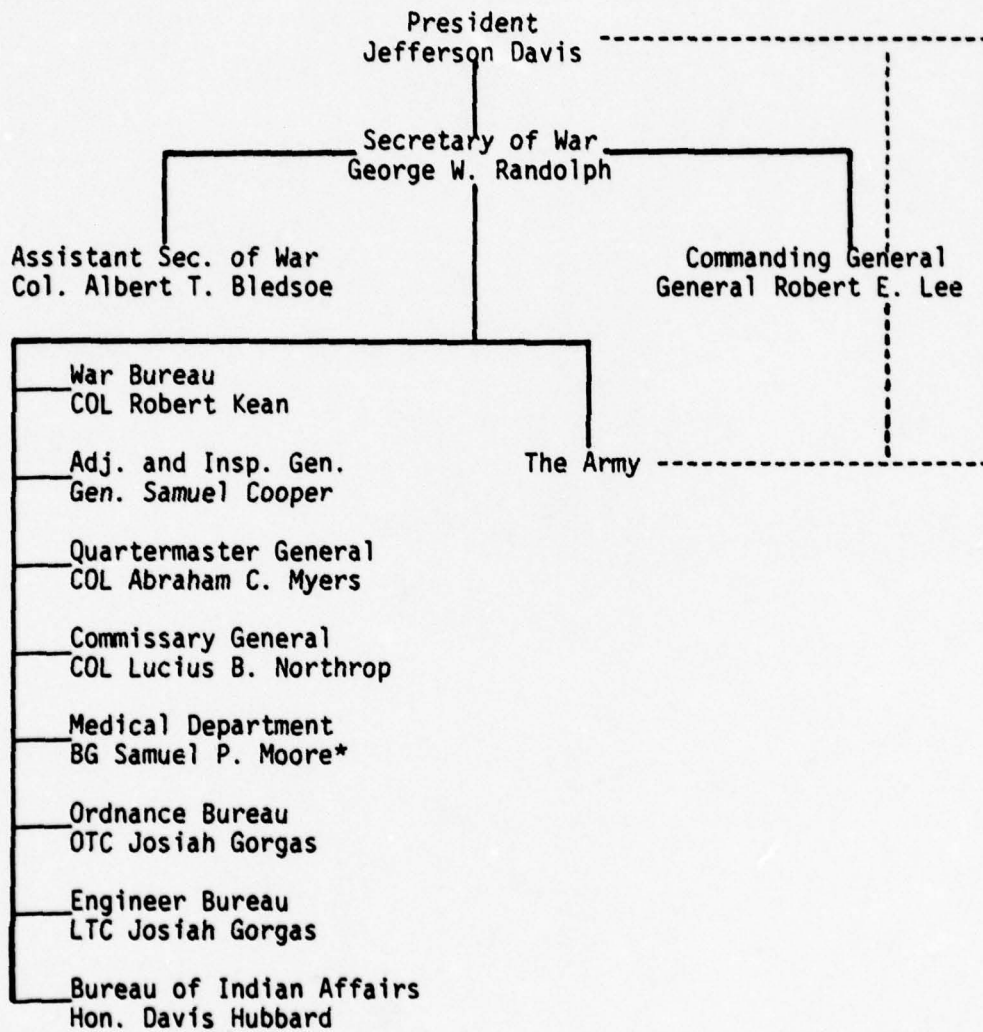 President
Jefferson Davis
Secretary of War
George W. Randolph
Assistant Sec. of War
Col. Albert T. Bledsoe
Commanding General
General Robert E. Lee
War Bureau
COL Robert Kean
Adj. and Insp. Gen.
Gen. Samuel Cooper
The Army
Quartermaster General
COL Abraham C. Myers
Commissary General
COL Lucius B. Northrop
Medical Department
BG Samuel P. Moore*
Ordnance Bureau
OTC Josiah Gorgas
Engineer Bureau
LTC Josiah Gorgas
Bureau of Indian Affairs
Hon. Davis Hubbard